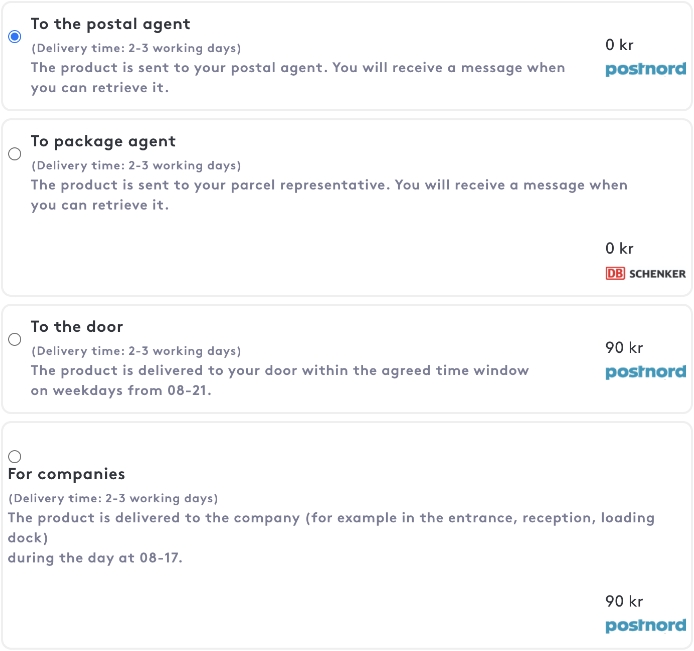 To the postal agent
(Delivery time: 2-3 working days)
The product is sent to your postal agent. You will receive a message when
you can retrieve it.
0 kr
postnord
To package agent
(Delivery time: 2-3 working days)
The product is sent to your parcel representative. You will receive a message when
you can retrieve it.
0 kr
DB SCHENKER
To the door
(Delivery time: 2-3 working days)
The product is delivered to your door within the agreed time window
on weekdays from 08-21.
90 kr
postnord
For companies
(Delivery time: 2-3 working days)
The product is delivered to the company (for example in the entrance, reception, loading
dock)
during the day at 08-17.
90 kr
postnord